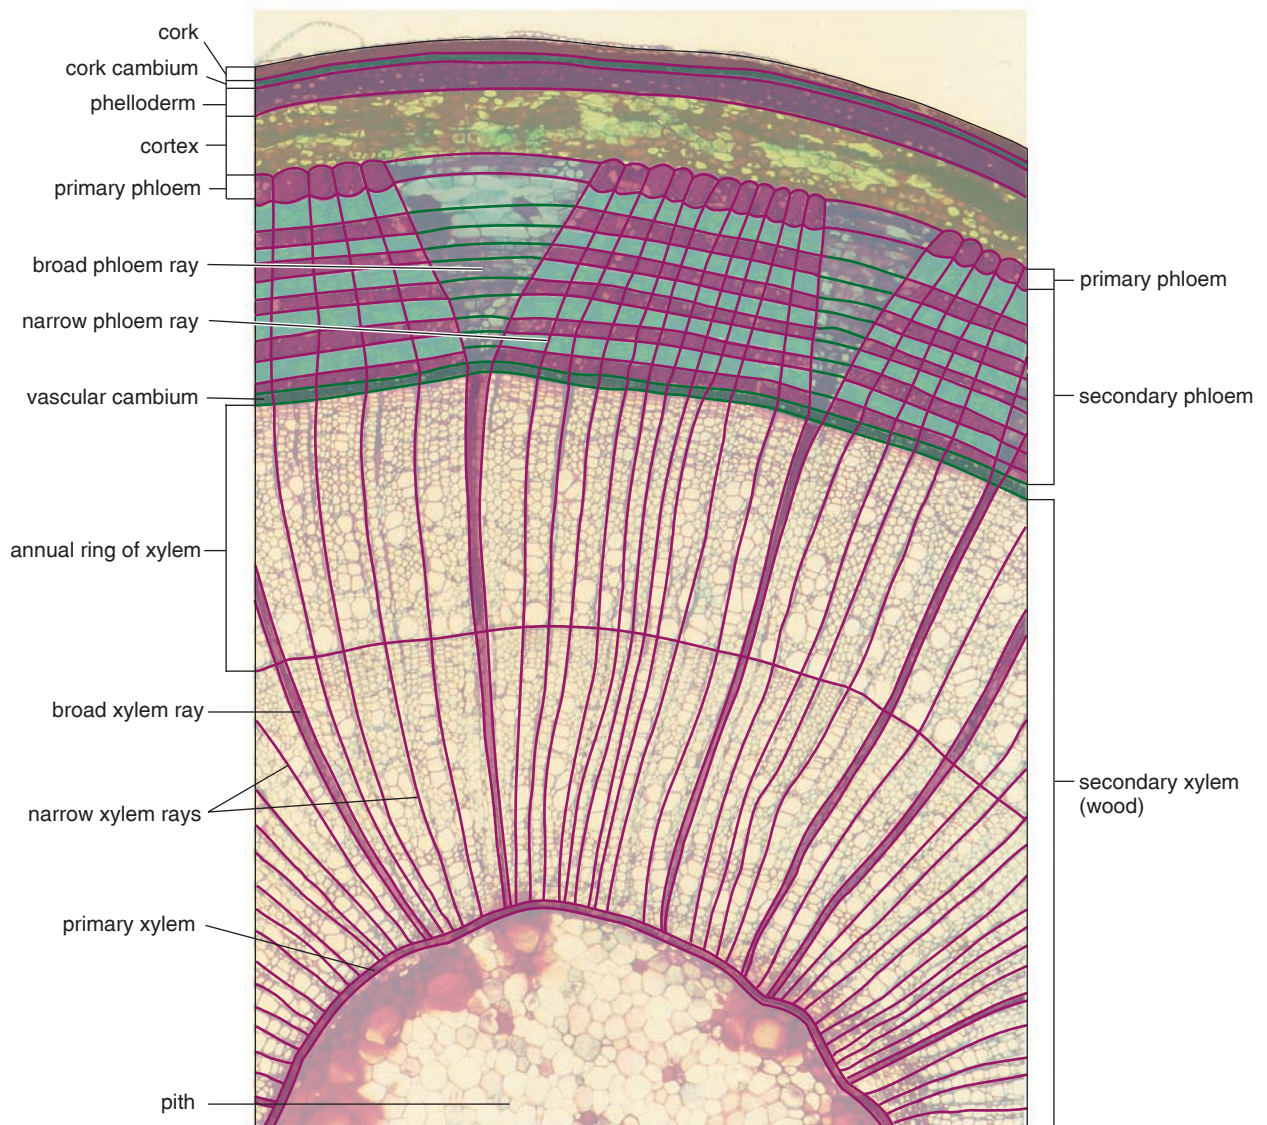 cork
cork cambium
phelloderm
cortex
primary phloem
broad phloem ray
narrow phloem ray
vascular cambium
annual ring of xylem
broad xylem ray
narrow xylem rays
primary xylem
pith
primary phloem
secondary phloem
secondary xylem
(wood)